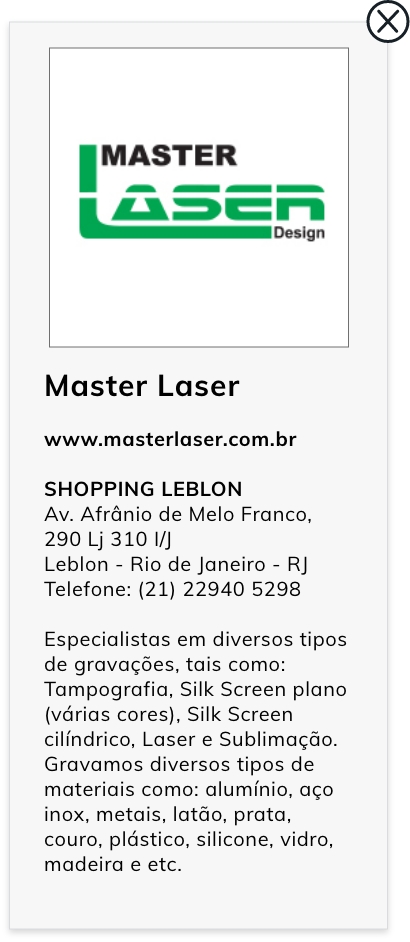 MASTER
LASER
Design
Master Laser
www.masterlaser.com.br
SHOPPING LEBLON
Av. Afrânio de Melo Franco,
290 Lj 310 I/J
Leblon - Rio de Janeiro - RJ
Telefone: (21) 22940 5298
Especialistas em diversos tipos
de gravações, tais como:
Tampografia, Silk Screen plano
(várias cores), Silk Screen
cilíndrico, Laser e Sublimação.
Gravamos diversos tipos de
materiais como: alumínio, aço
inox, metais, latão, prata,
couro, plástico, silicone, vidro,
madeira e etc.